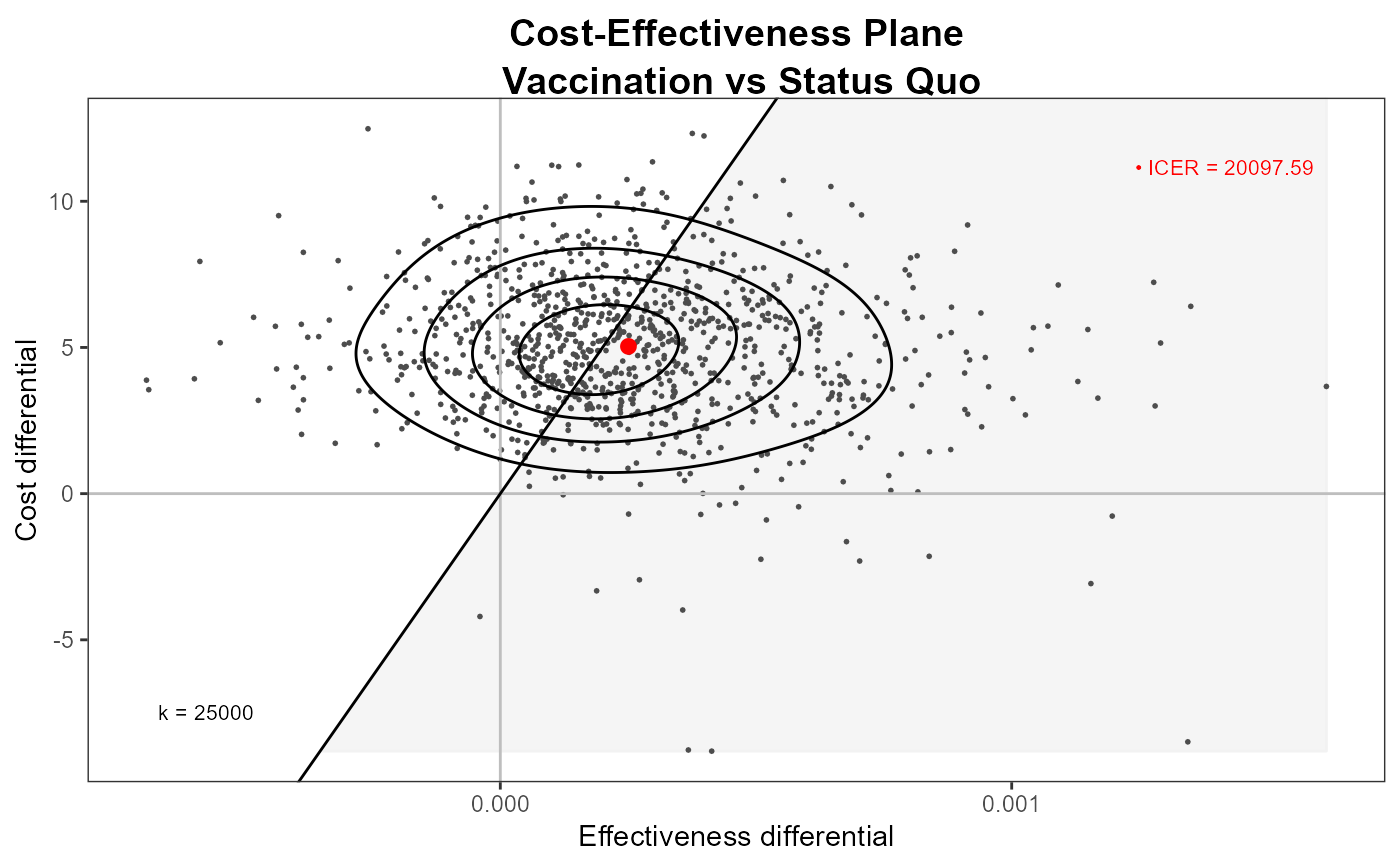 Cost-Effectiveness Plane
Vaccination vs Status Quo
• ICER = 20097.59
10
5
0
-5
Cost differential
k = 25000
0.000
0.001
Effectiveness differential